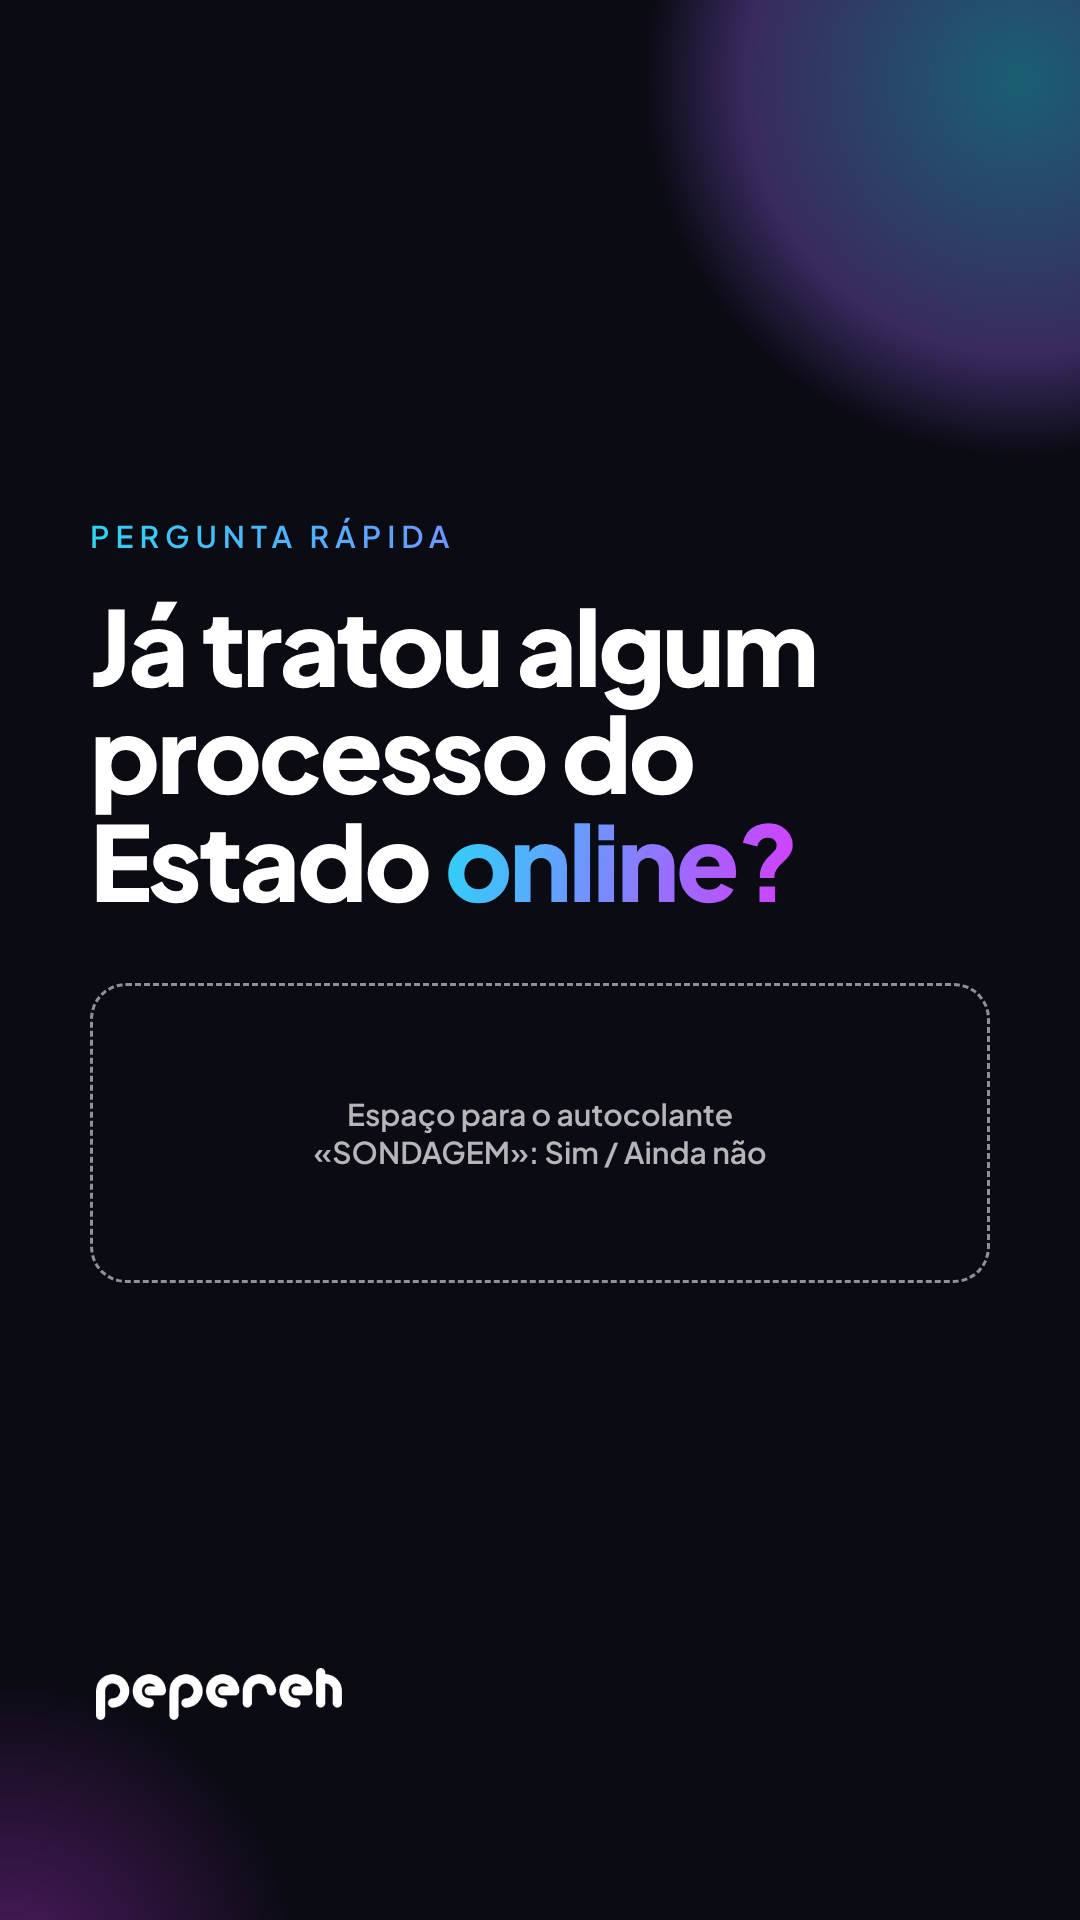 PERGUNTA RÁPIDA
Já tratou algum
processo do
Estado online?
Espaço para o autocolante
«SONDAGEM»: Sim / Ainda não
pepereh